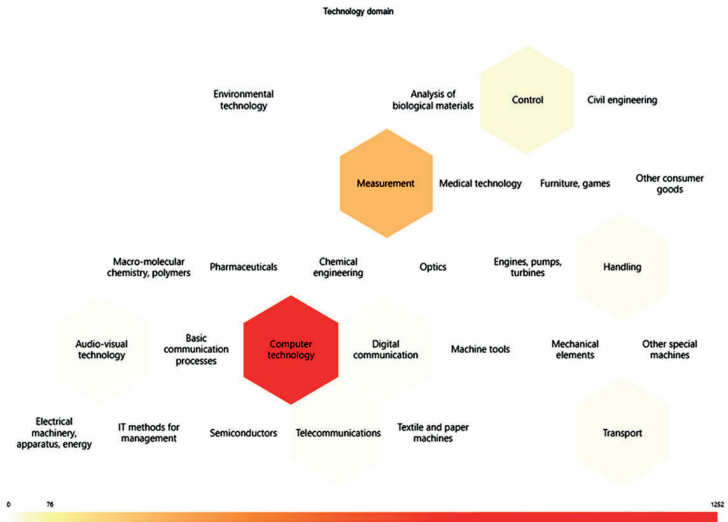 Technology domain
Environmental
technology
Analysis of
biological materials
Control
Civil engineering
Measurement
Medical technology
Furniture, games
Other consumer
goods
Macro-molecular
chemistry, polymers
Pharmaceuticals
Chemical
engineering
Optics
Engines, pumps,
turbines
Handling
Audio-visual
technology
Basic
communication
processes
Computer
technology
Digital
communication
Machine tools
Mechanical
elements
Other special
machines
Electrical
machinery,
apparatus, energy
IT methods for
management
Semiconductors
Telecommunications
Textile and paper
machines
Transport
0 76 1252